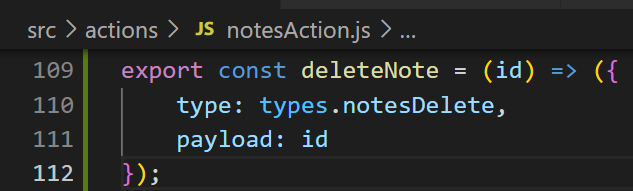 src > actions > JS notesAction.js > ...
109 export const deleteNote = (id) => ({
110     type: types.notesDelete,
111     payload: id
112 });